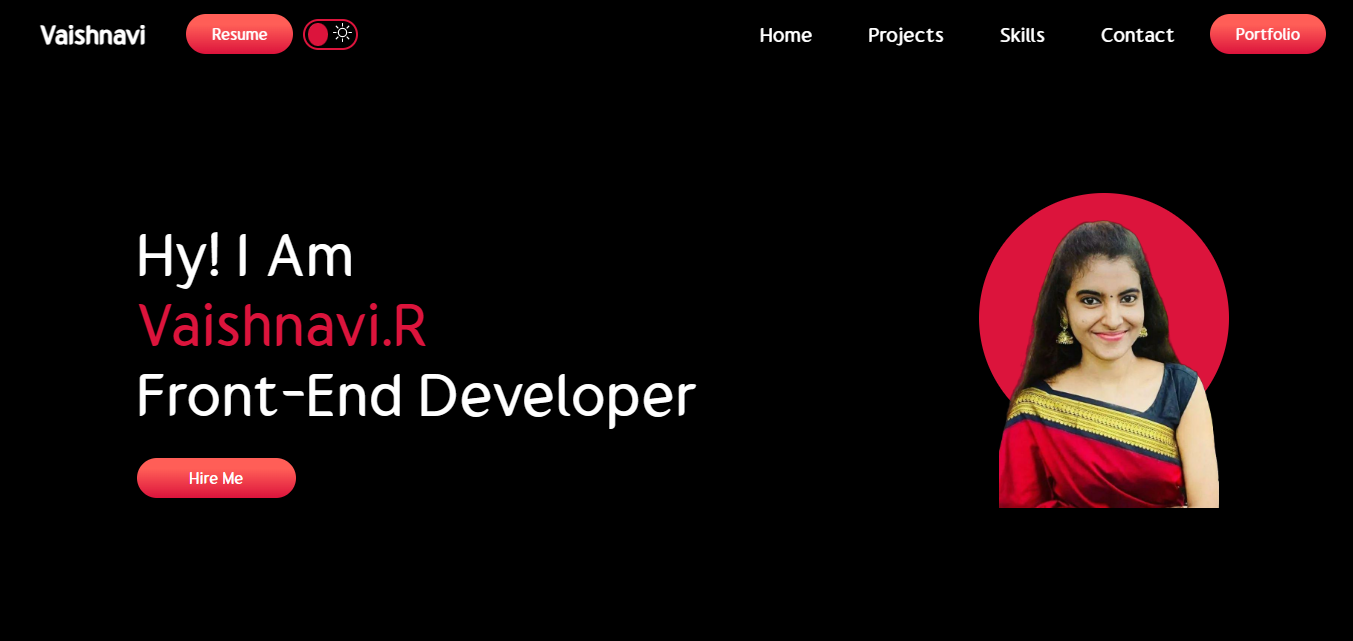 Vaishnavi
Resume
Home
Projects
Skills
Contact
Portfolio
Hy! I Am
Vaishnavi.R
Front-End Developer
Hire Me